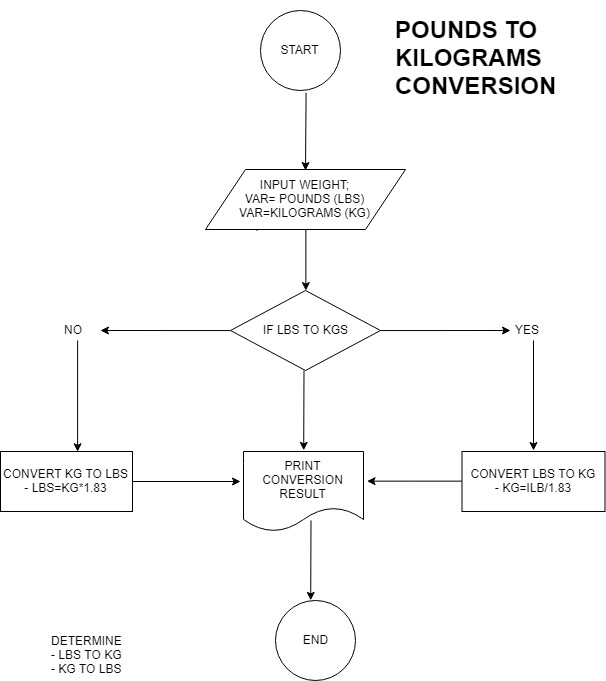 START
POUNDS TO
KILOGRAMS
CONVERSION
INPUT WEIGHT;
VAR= POUNDS (LBS)
VAR=KILOGRAMS (KG)
NO
IF LBS TO KGS
YES
CONVERT KG TO LBS
- LBS=KG*1.83
PRINT
CONVERSION
RESULT
CONVERT LBS TO KG
- KG=ILB/1.83
END
DETERMINE
- LBS TO KG
- KG TO LBS